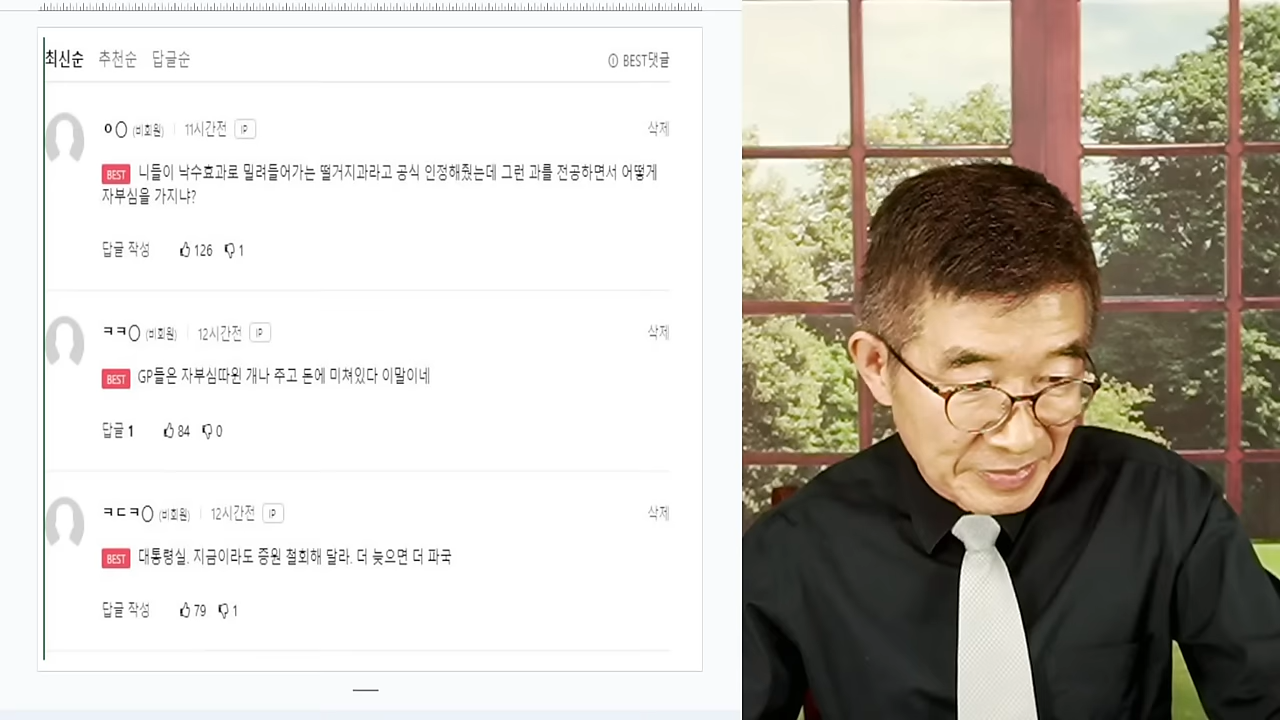 최신순 추천순 답글순 BEST댓글
ㅇ○ (비회원) 11시간전 IP 삭제
BEST 니들이 낙수효과로 밀려들어가는 떨거지과라고 공식 인정해줬는데 그런 과를 전공하면서 어떻게
자부심을 가지냐?
답글 작성 126 1
ㅋㅋ○ (비회원) 12시간전 IP 삭제
BEST GP들은 자부심따윈 개나 주고 돈에 미쳐있다 이말이네
답글 1 84 0
ㅋㄷㅋ○ (비회원) 12시간전 IP 삭제
BEST 대통령실. 지금이라도 증원 철회해 달라. 더 늦으면 더 파국
답글 작성 79 1